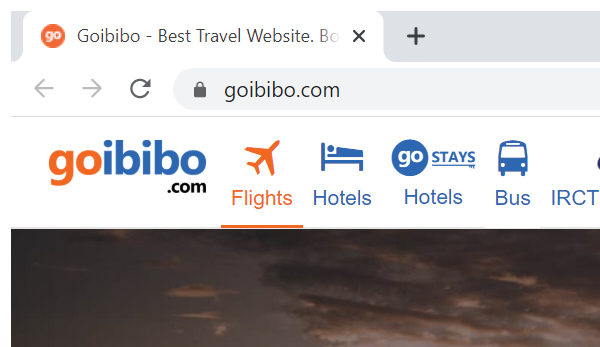 go Goibibo - Best Travel Website. Bo
goibibo.com
goibibo
.com
go STAYS
Flights Hotels Hotels Bus IRCT